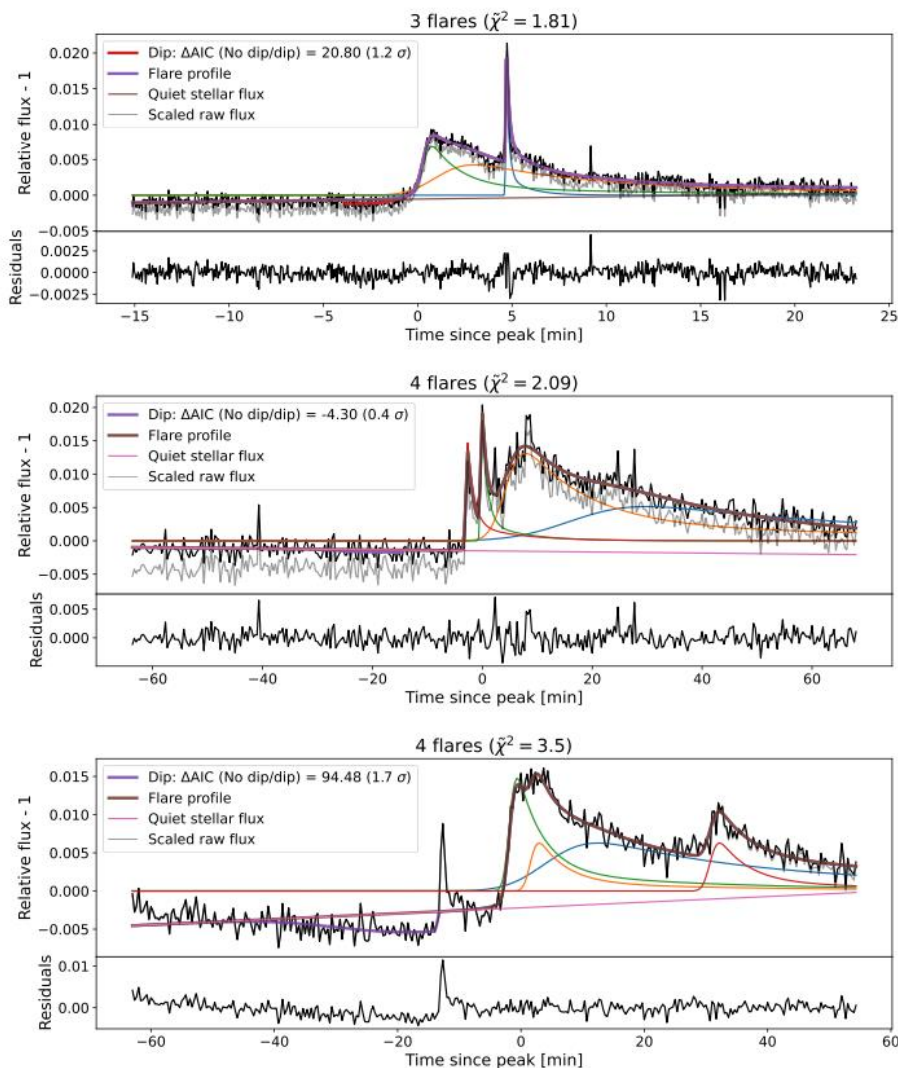 3 flares (χ̃² = 1.81)
Relative flux - 1
0.020
0.015
0.010
0.005
0.000
−0.005
Dip: ΔAIC (No dip/dip) = 20.80 (1.2 σ)
Flare profile
Quiet stellar flux
Scaled raw flux
Residuals
0.0025
0.0000
−0.0025
−15 −10 −5 0 5 10 15 20 25
Time since peak [min]
4 flares (χ̃² = 2.09)
Relative flux - 1
0.020
0.015
0.010
0.005
0.000
−0.005
Dip: ΔAIC (No dip/dip) = -4.30 (0.4 σ)
Flare profile
Quiet stellar flux
Scaled raw flux
Residuals
0.005
0.000
−60 −40 −20 0 20 40 60
Time since peak [min]
4 flares (χ̃² = 3.5)
Relative flux - 1
0.015
0.010
0.005
0.000
−0.005
Dip: ΔAIC (No dip/dip) = 94.48 (1.7 σ)
Flare profile
Quiet stellar flux
Scaled raw flux
Residuals
0.01
0.00
−60 −40 −20 0 20 40 60
Time since peak [min]